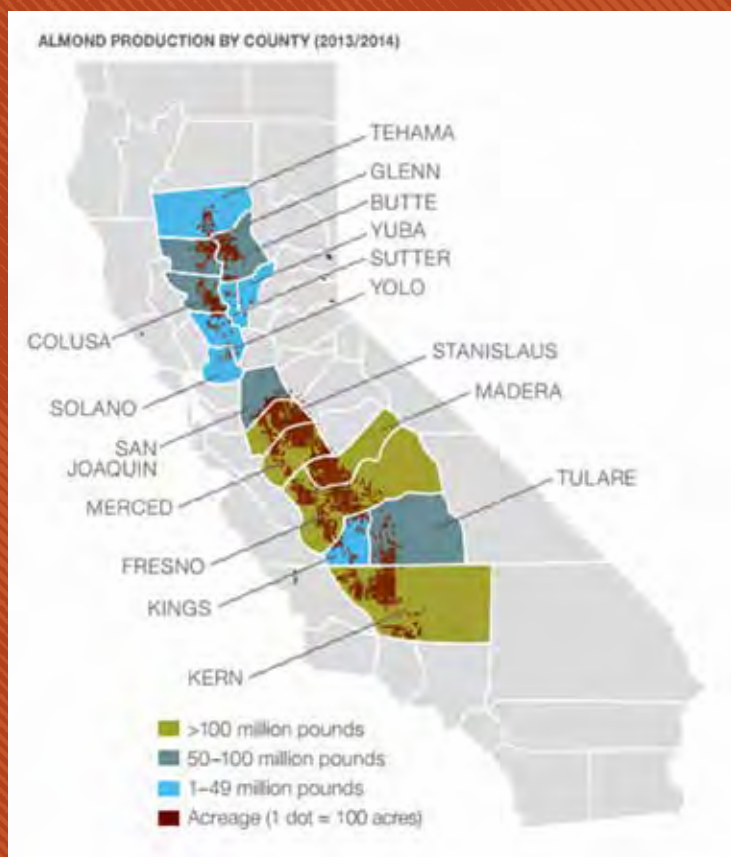 ALMOND PRODUCTION BY COUNTY (2013/2014)
TEHAMA
GLENN
BUTTE
YUBA
SUTTER
YOLO
COLUSA
STANISLAUS
MADERA
SOLANO
SAN
JOAQUIN
TULARE
MERCED
FRESNO
KINGS
KERN
>100 million pounds
50–100 million pounds
1–49 million pounds
Acreage (1 dot = 100 acres)